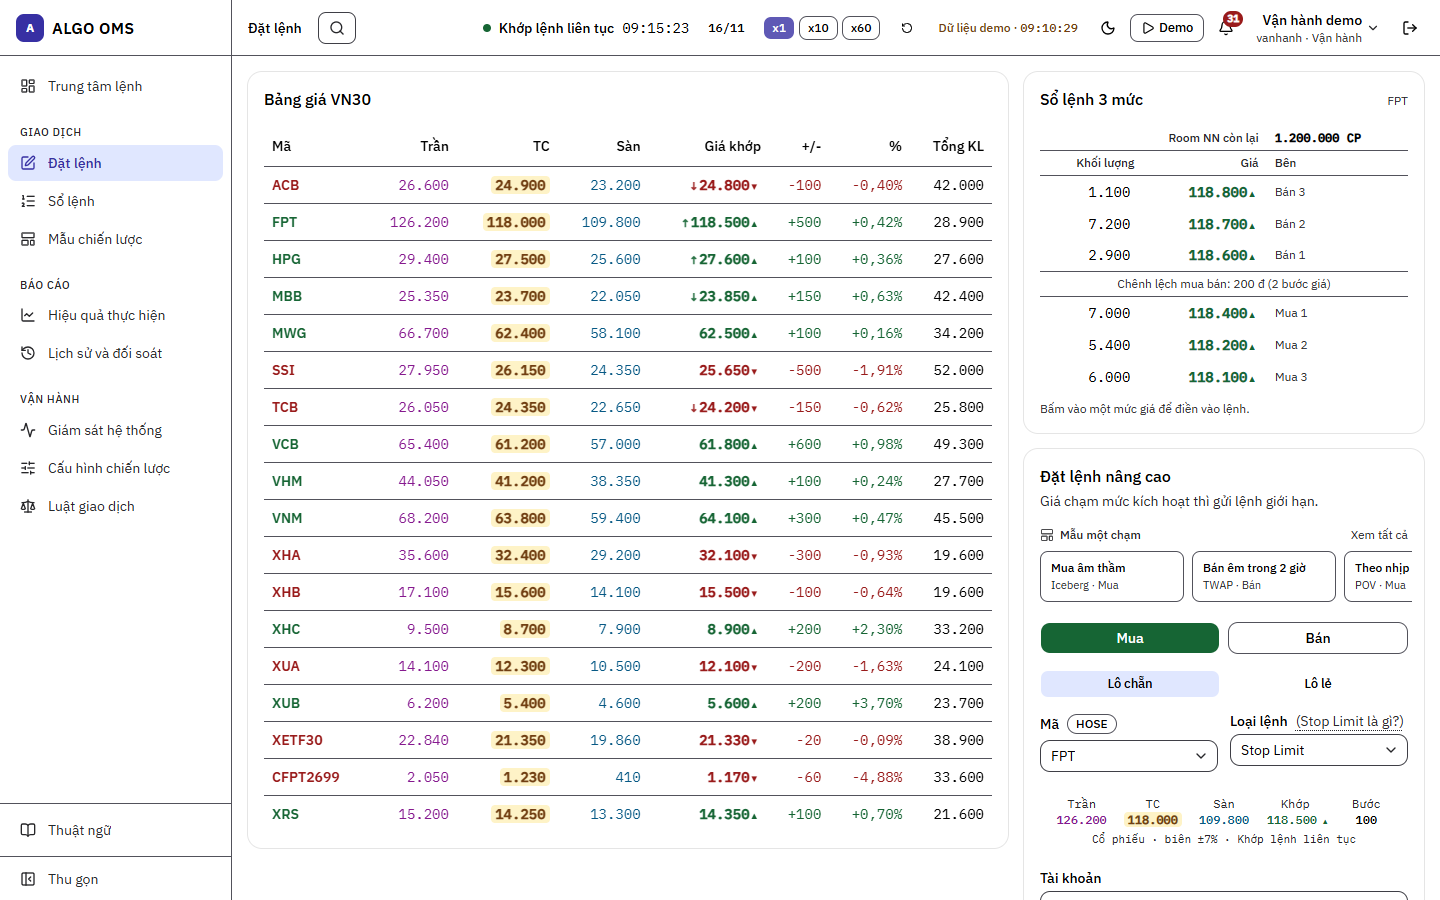 A ALGO OMS
Đặt lệnh
Khớp lệnh liên tục 09:15:23 16/11 x1 x10 x60
Dữ liệu demo · 09:10:29
Demo
31
Vận hành demo
vanhanh · Vận hành
Trung tâm lệnh
GIAO DỊCH
Đặt lệnh
Sổ lệnh
Mẫu chiến lược
BÁO CÁO
Hiệu quả thực hiện
Lịch sử và đối soát
VẬN HÀNH
Giám sát hệ thống
Cấu hình chiến lược
Luật giao dịch
Thuật ngữ
Thu gọn
Bảng giá VN30
Mã Trần TC Sàn Giá khớp +/- % Tổng KL
ACB 26.600 24.900 23.200 ↓24.800▼ -100 -0,40% 42.000
FPT 126.200 118.000 109.800 ↑118.500▲ +500 +0,42% 28.900
HPG 29.400 27.500 25.600 ↑27.600▲ +100 +0,36% 27.600
MBB 25.350 23.700 22.050 ↓23.850▲ +150 +0,63% 42.400
MWG 66.700 62.400 58.100 62.500▲ +100 +0,16% 34.200
SSI 27.950 26.150 24.350 25.650▼ -500 -1,91% 52.000
TCB 26.050 24.350 22.650 ↓24.200▼ -150 -0,62% 25.800
VCB 65.400 61.200 57.000 61.800▲ +600 +0,98% 49.300
VHM 44.050 41.200 38.350 41.300▲ +100 +0,24% 27.700
VNM 68.200 63.800 59.400 64.100▲ +300 +0,47% 45.500
XHA 35.600 32.400 29.200 32.100▼ -300 -0,93% 19.600
XHB 17.100 15.600 14.100 15.500▼ -100 -0,64% 19.600
XHC 9.500 8.700 7.900 8.900▲ +200 +2,30% 33.200
XUA 14.100 12.300 10.500 12.100▼ -200 -1,63% 24.100
XUB 6.200 5.400 4.600 5.600▲ +200 +3,70% 23.700
XETF30 22.840 21.350 19.860 21.330▼ -20 -0,09% 38.900
CFPT2699 2.050 1.230 410 1.170▼ -60 -4,88% 33.600
XRS 15.200 14.250 13.300 14.350▲ +100 +0,70% 21.600
Sổ lệnh 3 mức FPT
Room NN còn lại 1.200.000 CP
Khối lượng Giá Bên
1.100 118.800▲ Bán 3
7.200 118.700▲ Bán 2
2.900 118.600▲ Bán 1
Chênh lệch mua bán: 200 đ (2 bước giá)
7.000 118.400▲ Mua 1
5.400 118.200▲ Mua 2
6.000 118.100▲ Mua 3
Bấm vào một mức giá để điền vào lệnh.
Đặt lệnh nâng cao
Giá chạm mức kích hoạt thì gửi lệnh giới hạn.
Mẫu một chạm Xem tất cả
Mua âm thầm
Iceberg · Mua
Bán êm trong 2 giờ
TWAP · Bán
Theo nhịp
POV · Mua
Mua Bán
Lô chẵn Lô lẻ
Mã HOSE
FPT
Loại lệnh (Stop Limit là gì?)
Stop Limit
Trần TC Sàn Khớp Bước
126.200 118.000 109.800 118.500 ▲ 100
Cổ phiếu · biên ±7% · Khớp lệnh liên tục
Tài khoản